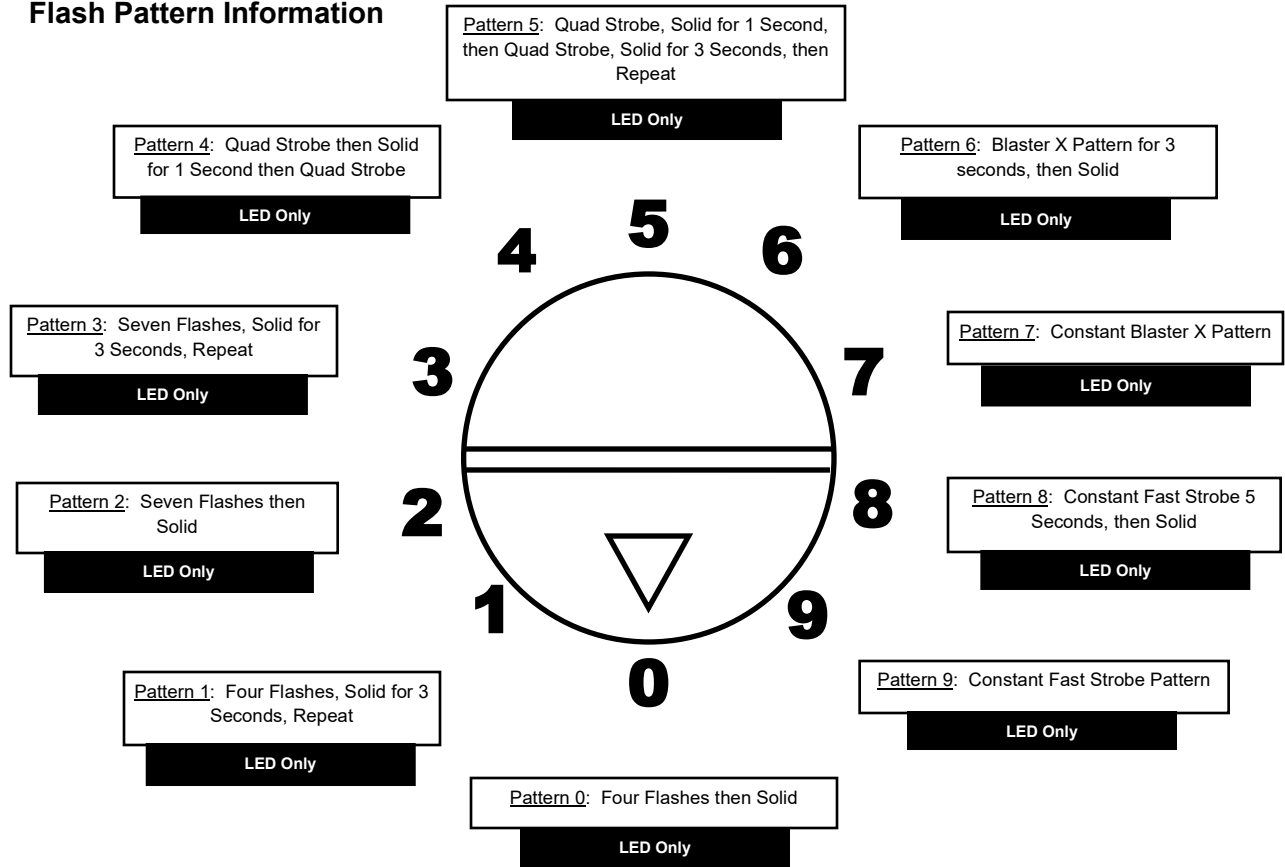 Flash Pattern Information
Pattern 5: Quad Strobe, Solid for 1 Second,
then Quad Strobe, Solid for 3 Seconds, then
Repeat
LED Only
Pattern 4: Quad Strobe then Solid
for 1 Second then Quad Strobe
LED Only
Pattern 6: Blaster X Pattern for 3
seconds, then Solid
LED Only
5
4
6
Pattern 3: Seven Flashes, Solid for
3 Seconds, Repeat
LED Only
3
7
Pattern 7: Constant Blaster X Pattern
LED Only
Pattern 2: Seven Flashes then
Solid
LED Only
2
8
Pattern 8: Constant Fast Strobe 5
Seconds, then Solid
LED Only
1
9
0
Pattern 1: Four Flashes, Solid for 3
Seconds, Repeat
LED Only
Pattern 9: Constant Fast Strobe Pattern
LED Only
Pattern 0: Four Flashes then Solid
LED Only